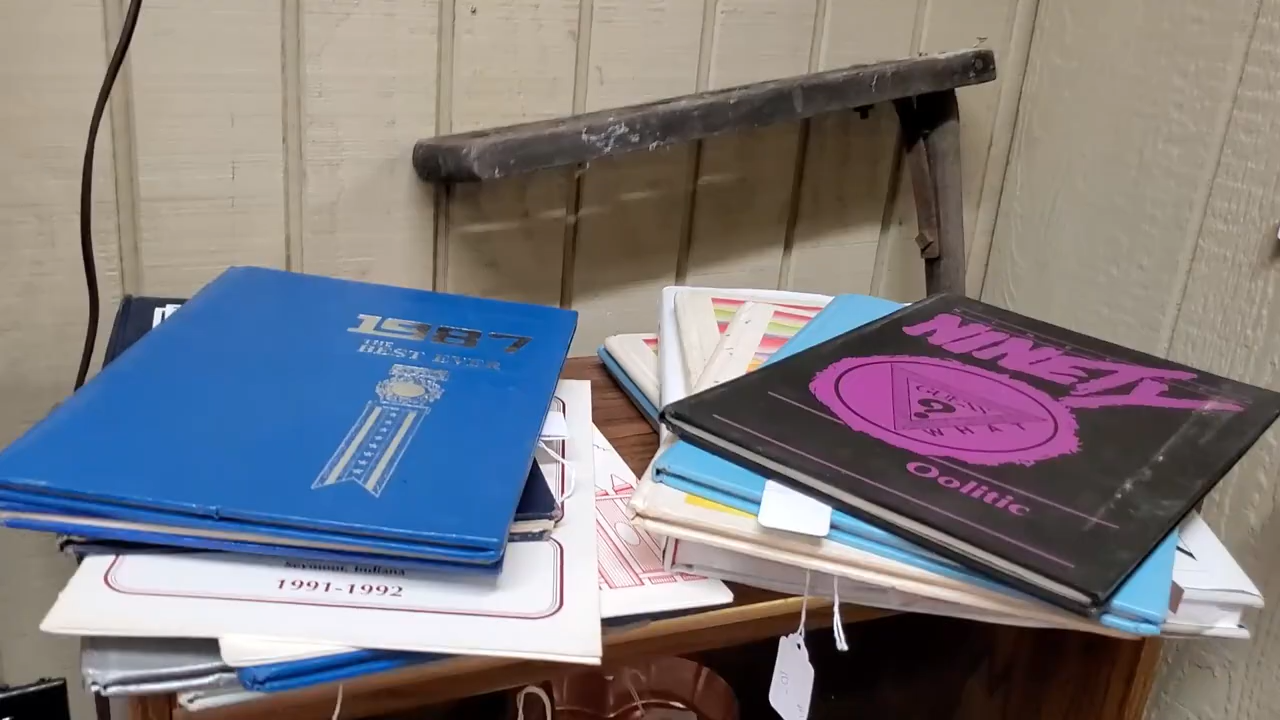 1987
THE
BEST EVER
Seymour, Indiana
1991-1992
NINETY
GUESS
?
WHAT
Oolitic